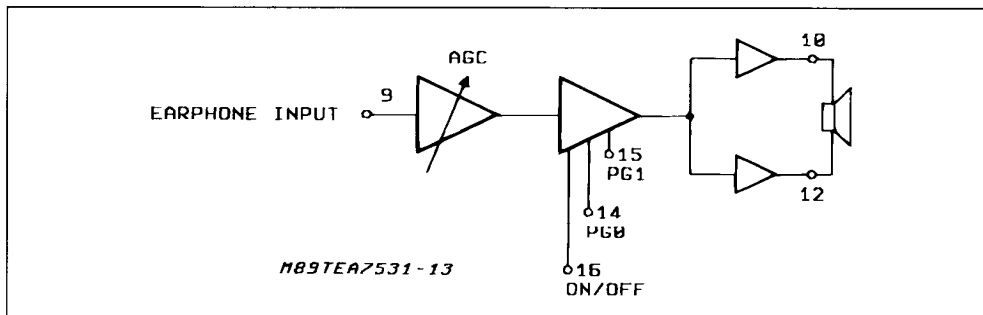 10
AGC
9
EARPHONE INPUT
15
PG1
12
14
PG0
M89TEA7531-13
16
ON/OFF